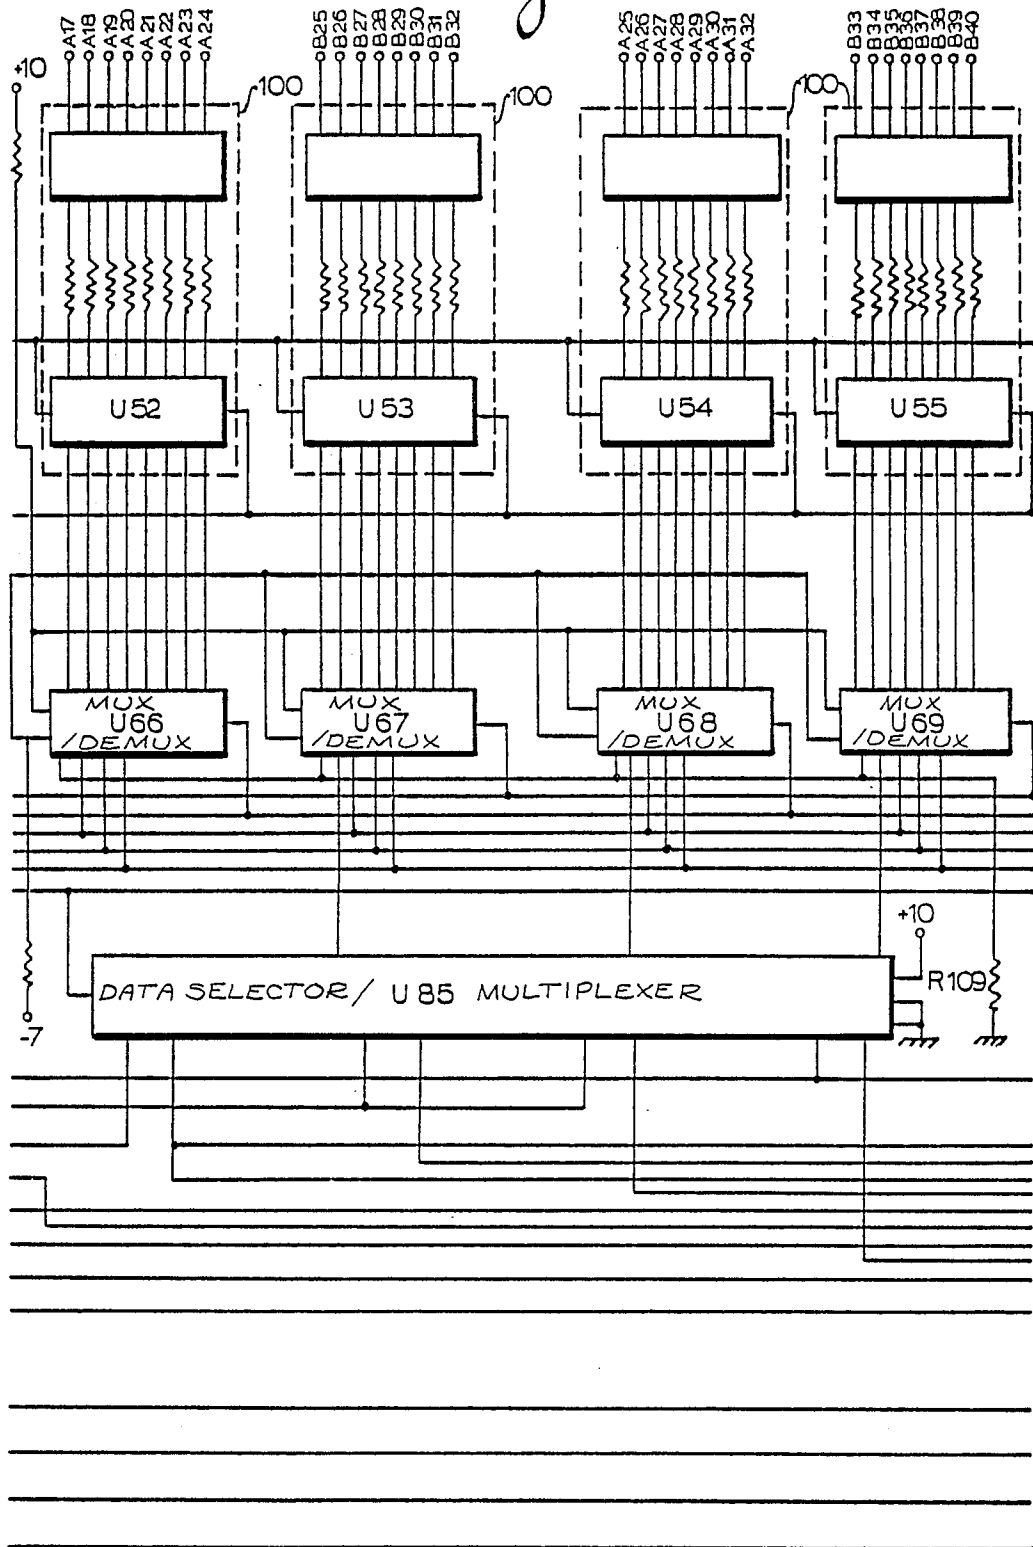 A17 A18 A19 A20 A21 A22 A23 A24 B25 B26 B27 B28 B29 B30 B31 B32 A25 A26 A27 A28 A29 A30 A31 A32 B33 B34 B35 B36 B37 B38 B39 B40
+10
100 100 100
U52 U53 U54 U55
MUX MUX MUX MUX
U66 U67 U68 U69
/DEMUX /DEMUX /DEMUX /DEMUX
+10
DATA SELECTOR/ U85 MULTIPLEXER
R109
-7